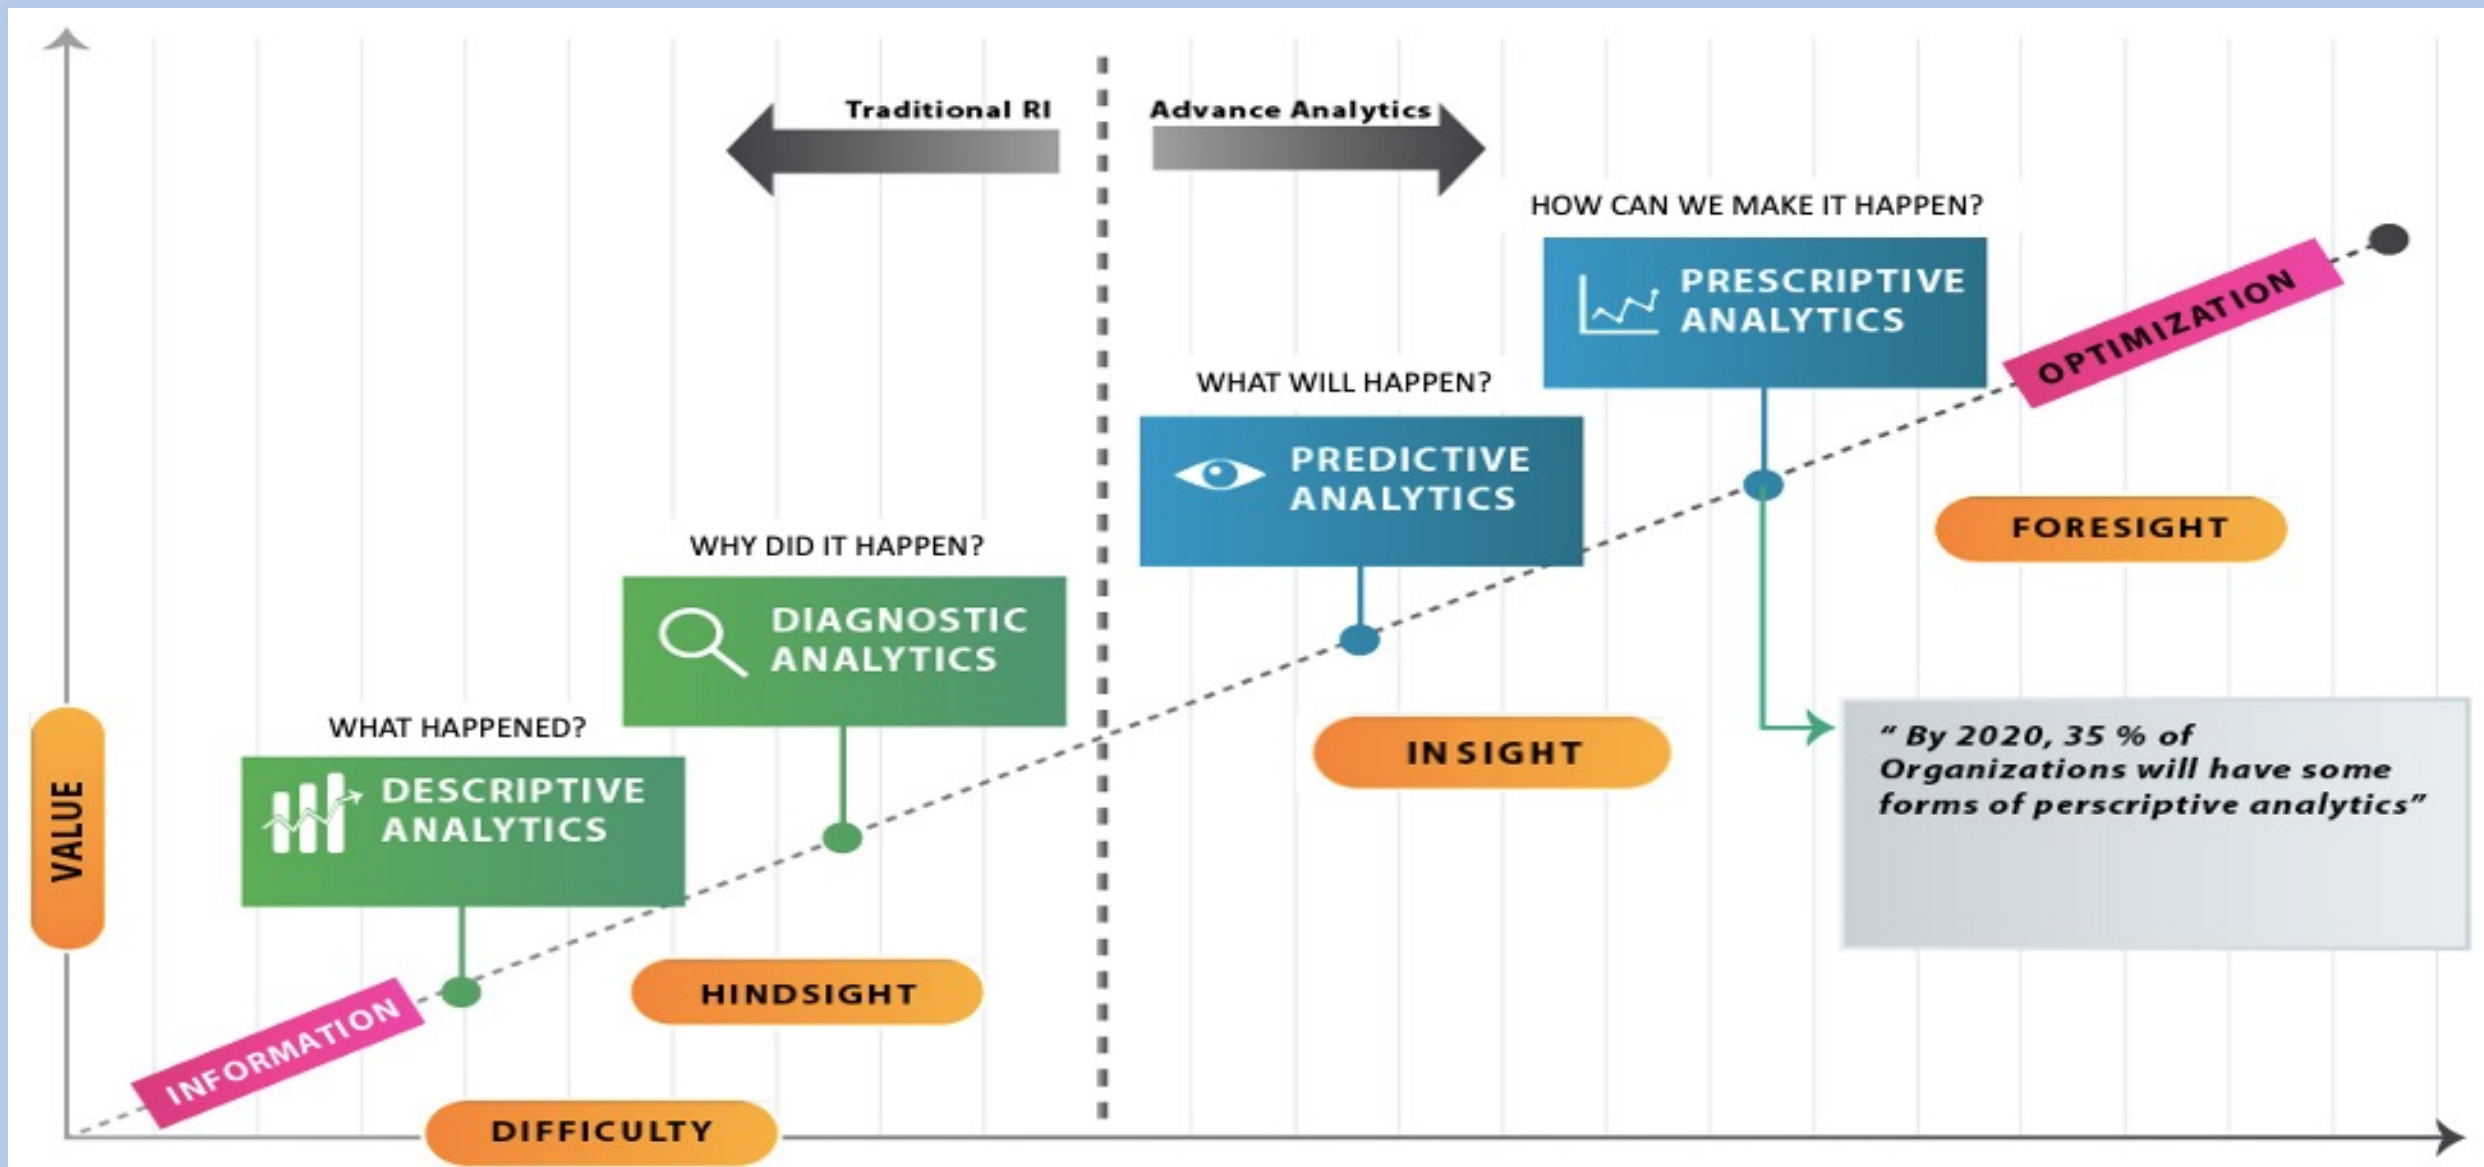 Traditional RI
Advance Analytics
HOW CAN WE MAKE IT HAPPEN?
PRESCRIPTIVE
ANALYTICS
OPTIMIZATION
WHAT WILL HAPPEN?
PREDICTIVE
ANALYTICS
FORESIGHT
WHY DID IT HAPPEN?
DIAGNOSTIC
ANALYTICS
INSIGHT
WHAT HAPPENED?
DESCRIPTIVE
ANALYTICS
“ By 2020, 35 % of
Organizations will have some
forms of perscriptive analytics”
VALUE
HINDSIGHT
INFORMATION
DIFFICULTY